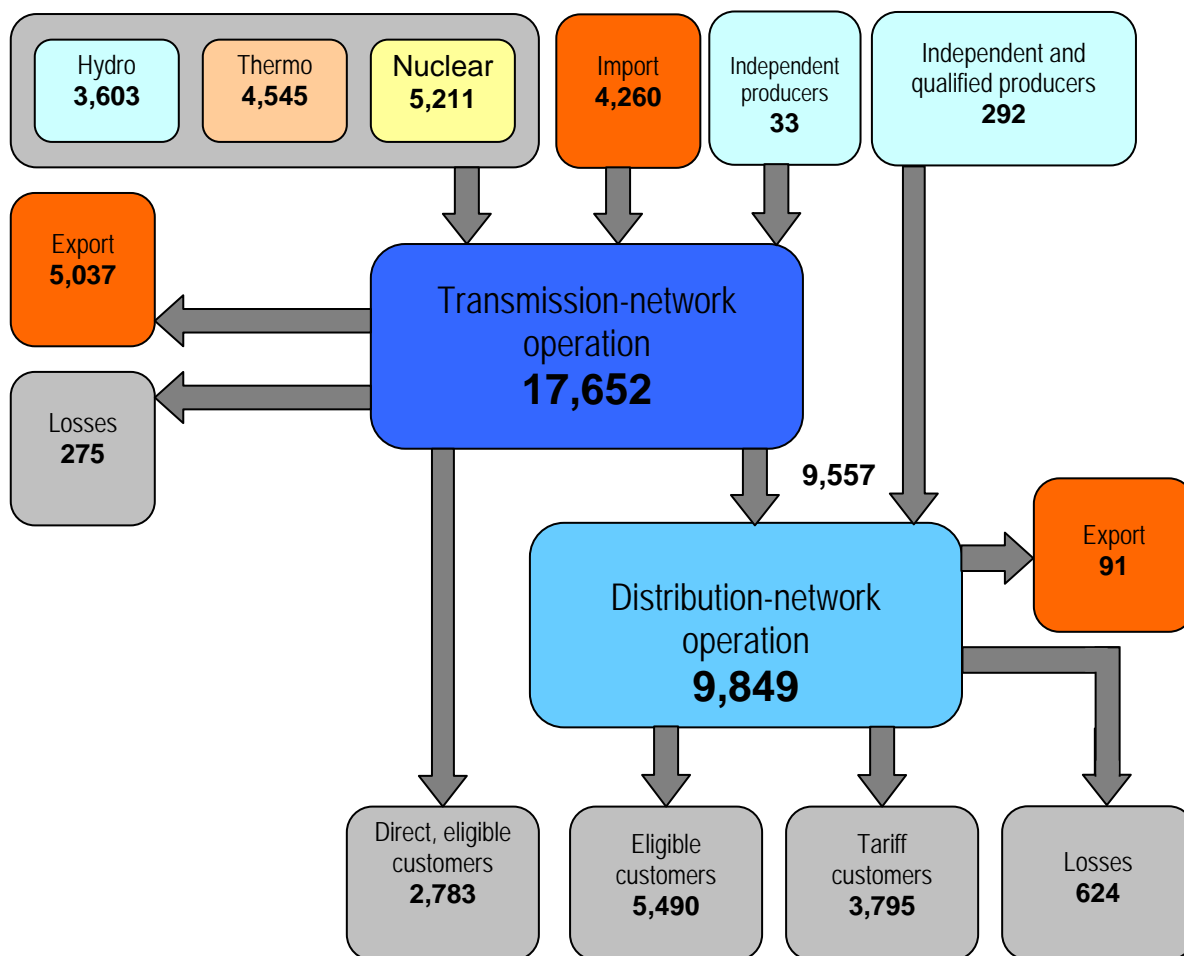 Hydro
3,603
Thermo
4,545
Nuclear
5,211
Import
4,260
Independent
producers
33
Independent and
qualified producers
292
Export
5,037
Transmission-network
operation
17,652
Losses
275
9,557
Export
91
Distribution-network
operation
9,849
Direct, eligible
customers
2,783
Eligible
customers
5,490
Tariff
customers
3,795
Losses
624